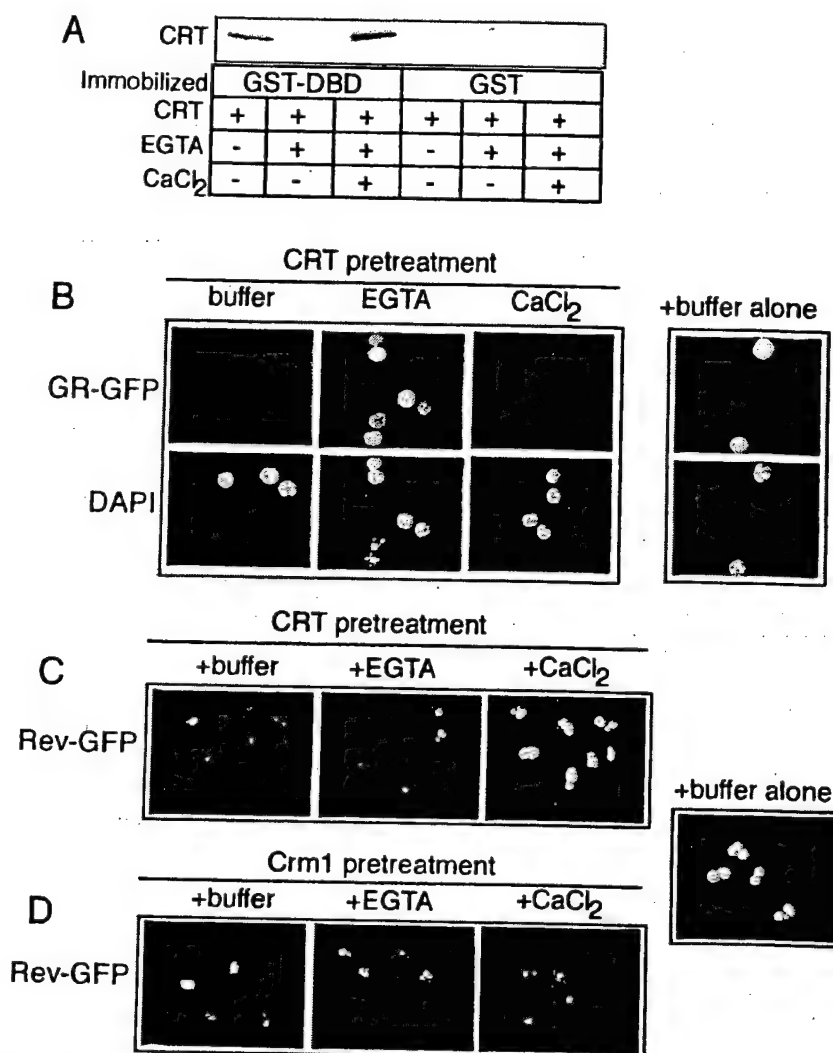 A
CRT
Immobilized GST-DBD GST
CRT + + + + + +
EGTA - + + - + +
CaCl2 - - + - - +
CRT pretreatment
B buffer EGTA CaCl2 +buffer alone
GR-GFP
DAPI
CRT pretreatment
C +buffer +EGTA +CaCl2
Rev-GFP
+buffer alone
Crm1 pretreatment
D +buffer +EGTA +CaCl2
Rev-GFP